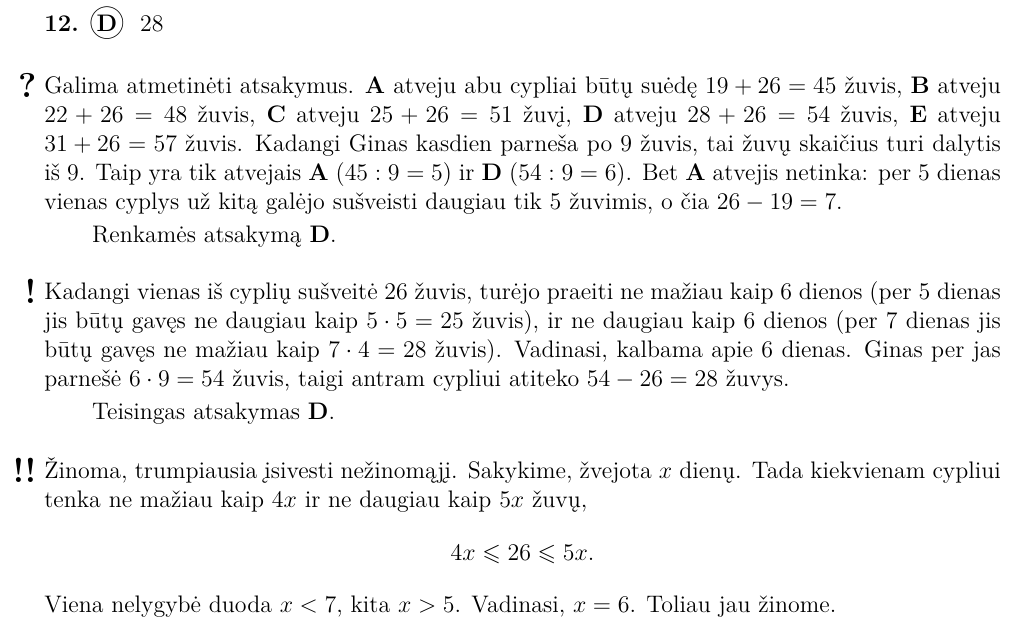 12. D 28
? Galima atmetinėti atsakymus. A atveju abu cypliai būtų suėdę 19 + 26 = 45 žuvis, B atveju
22 + 26 = 48 žuvis, C atveju 25 + 26 = 51 žuvį, D atveju 28 + 26 = 54 žuvis, E atveju
31 + 26 = 57 žuvis. Kadangi Ginas kasdien parneša po 9 žuvis, tai žuvų skaičius turi dalytis
iš 9. Taip yra tik atvejais A (45 : 9 = 5) ir D (54 : 9 = 6). Bet A atvejis netinka: per 5 dienas
vienas cyplys už kitą galėjo sušveisti daugiau tik 5 žuvimis, o čia 26 − 19 = 7.
Renkamės atsakymą D.
! Kadangi vienas iš cyplių sušveitė 26 žuvis, turėjo praeiti ne mažiau kaip 6 dienos (per 5 dienas
jis būtų gavęs ne daugiau kaip 5 · 5 = 25 žuvis), ir ne daugiau kaip 6 dienos (per 7 dienas jis
būtų gavęs ne mažiau kaip 7 · 4 = 28 žuvis). Vadinasi, kalbama apie 6 dienas. Ginas per jas
parnešė 6 · 9 = 54 žuvis, taigi antram cypliui atiteko 54 − 26 = 28 žuvys.
Teisingas atsakymas D.
!! Žinoma, trumpiausia įsivesti nežinomąjį. Sakykime, žvejota x dienų. Tada kiekvienam cypliui
tenka ne mažiau kaip 4x ir ne daugiau kaip 5x žuvų,
4x ⩽ 26 ⩽ 5x.
Viena nelygybė duoda x < 7, kita x > 5. Vadinasi, x = 6. Toliau jau žinome.